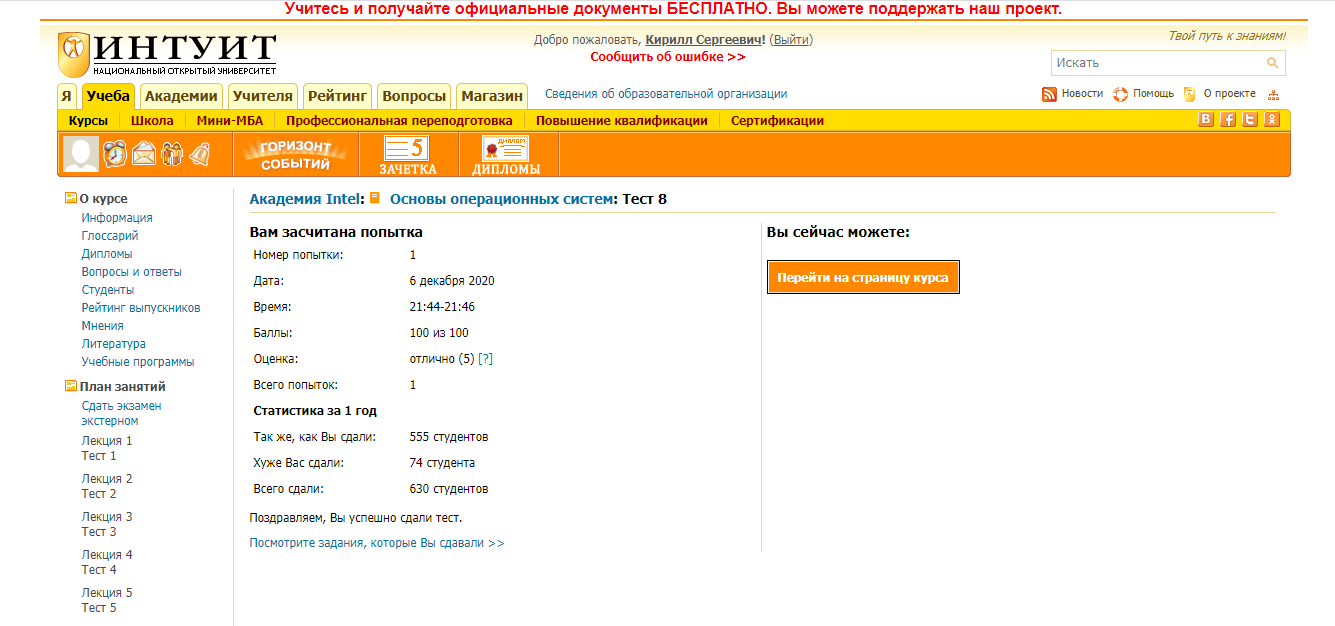 Учитесь и получайте официальные документы БЕСПЛАТНО. Вы можете поддержать наш проект.
ИНТУИТ
НАЦИОНАЛЬНЫЙ ОТКРЫТЫЙ УНИВЕРСИТЕТ
Добро пожаловать, Кирилл Сергеевич! (Выйти)
Сообщить об ошибке >>
Твой путь к знаниям!
Искать
Я Учеба Академии Учителя Рейтинг Вопросы Магазин Сведения об образовательной организации
Новости Помощь О проекте
Курсы Школа Мини-МБА Профессиональная переподготовка Повышение квалификации Сертификации
ГОРИЗОНТ
СОБЫТИЙ
5
ЗАЧЕТКА
ДИПЛОМ
ДИПЛОМЫ
О курсе
Информация
Глоссарий
Дипломы
Вопросы и ответы
Студенты
Рейтинг выпускников
Мнения
Литература
Учебные программы
План занятий
Сдать экзамен
экстерном
Лекция 1
Тест 1
Лекция 2
Тест 2
Лекция 3
Тест 3
Лекция 4
Тест 4
Лекция 5
Тест 5
Академия Intel: Основы операционных систем: Тест 8
Вам засчитана попытка
Номер попытки: 1
Дата: 6 декабря 2020
Время: 21:44-21:46
Баллы: 100 из 100
Оценка: отлично (5) [?]
Всего попыток: 1
Статистика за 1 год
Так же, как Вы сдали: 555 студентов
Хуже Вас сдали: 74 студента
Всего сдали: 630 студентов
Поздравляем, Вы успешно сдали тест.
Посмотрите задания, которые Вы сдавали >>
Вы сейчас можете:
Перейти на страницу курса